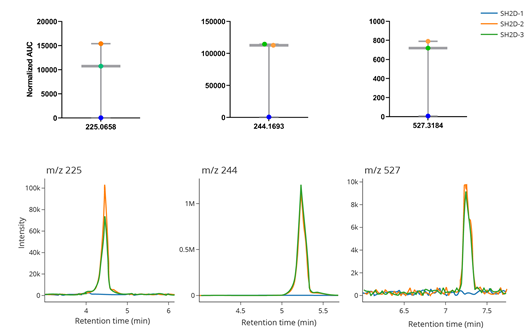 SH2D-1
SH2D-2
SH2D-3
Normalized AUC
20000
15000
10000
5000
0
225.0658
150000
100000
50000
0
244.1693
1000
800
600
400
200
0
527.3184
m/z 225
Intensity
100k
80k
60k
40k
20k
0
4
5
6
Retention time (min)
m/z 244
1M
0.5M
0
4.5
5
5.5
Retention time (min)
m/z 527
10k
8k
6k
4k
2k
0
6.5
7
7.5
Retention time (min)